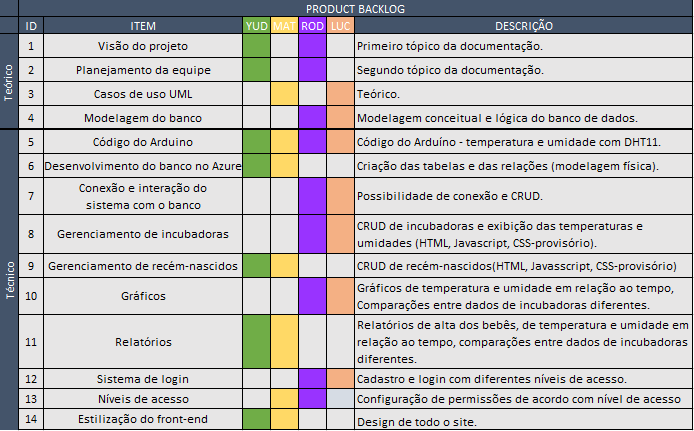 PRODUCT BACKLOG
ID ITEM YUD MAT ROD LUC DESCRIÇÃO
Teórico
1 Visão do projeto Primeiro tópico da documentação.
2 Planejamento da equipe Segundo tópico da documentação.
3 Casos de uso UML Teórico.
4 Modelagem do banco Modelagem conceitual e lógica do banco de dados.
Técnico
5 Código do Arduino Código do Arduíno - temperatura e umidade com DHT11.
6 Desenvolvimento do banco no Azure Criação das tabelas e das relações (modelagem física).
7 Conexão e interação do
sistema com o banco
Possibilidade de conexão e CRUD.
8 Gerenciamento de incubadoras CRUD de incubadoras e exibição das temperaturas e
umidades (HTML, Javascript, CSS-provisório).
9 Gerenciamento de recém-nascidos CRUD de recém-nascidos(HTML, Javasscript, CSS-provisório)
10 Gráficos Gráficos de temperatura e umidade em relação ao tempo,
Comparações entre dados de incubadoras diferentes.
11 Relatórios Relatórios de alta dos bebês, de temperatura e umidade em
relação ao tempo, comparações entre dados de incubadoras
diferentes.
12 Sistema de login Cadastro e login com diferentes níveis de acesso.
13 Níveis de acesso Configuração de permissões de acordo com nível de acesso
14 Estilização do front-end Design de todo o site.